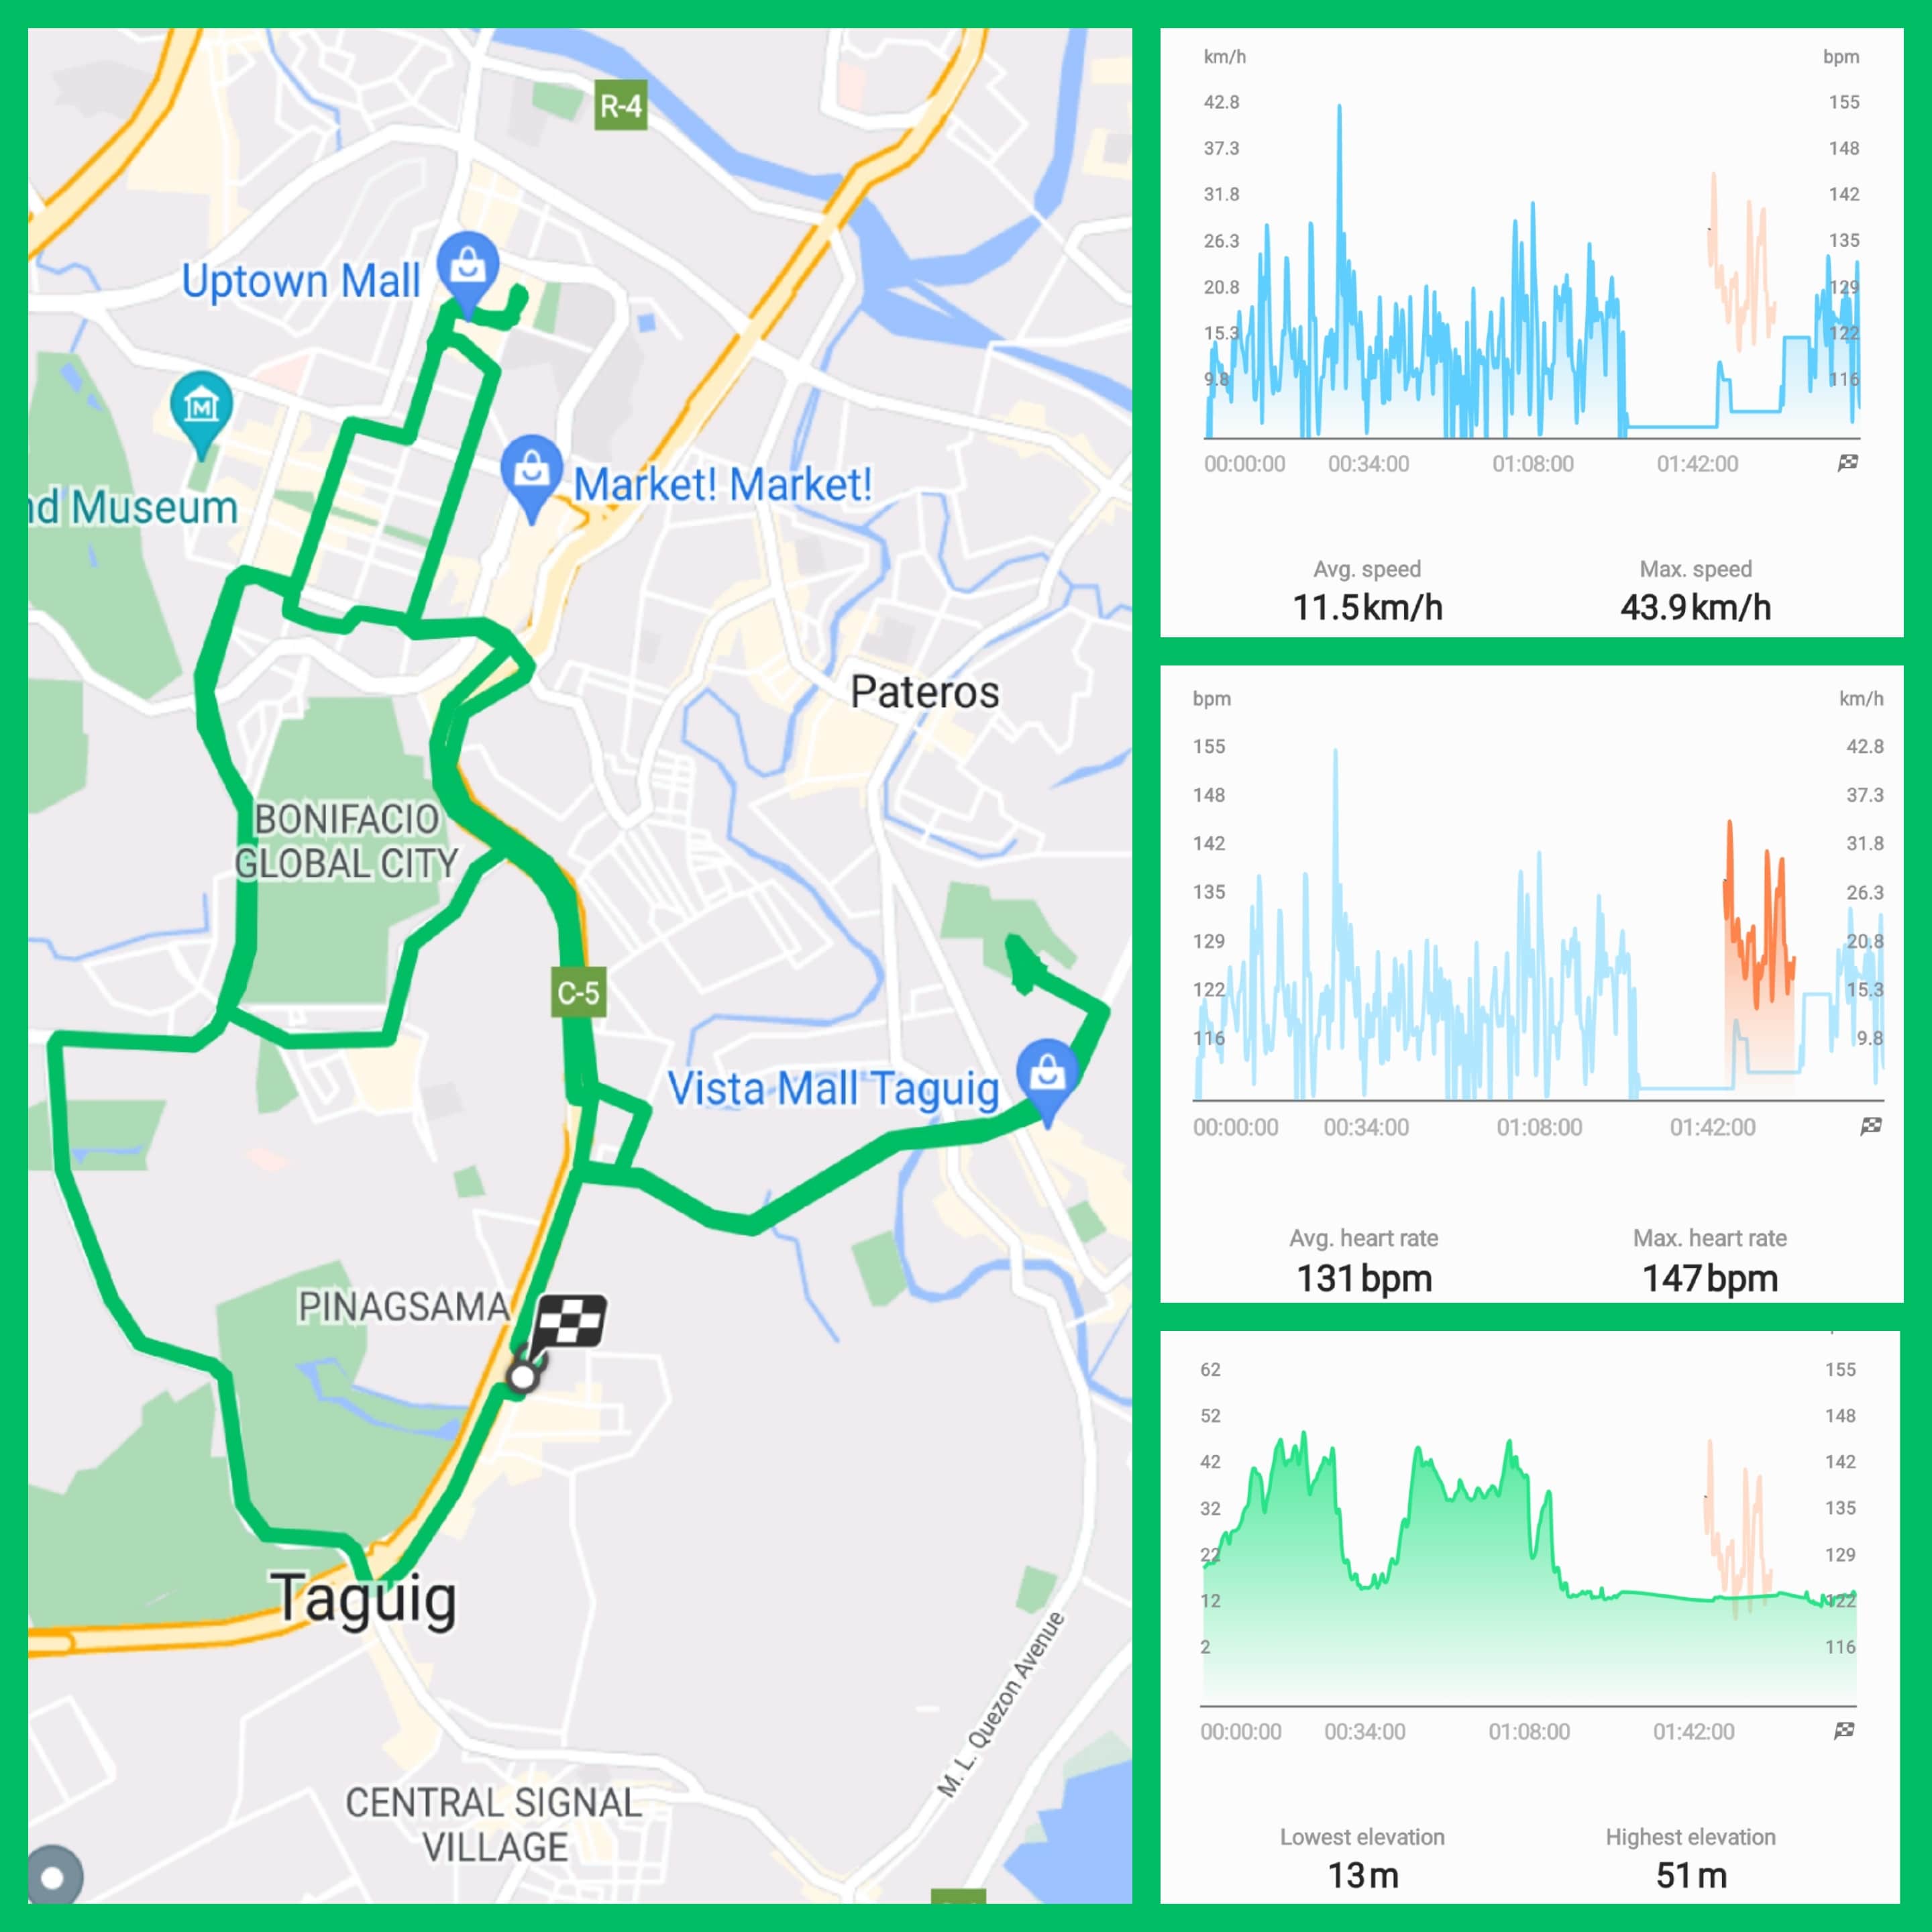 R-4
Uptown Mall
nd Museum
Market! Market!
Pateros
BONIFACIO
GLOBAL CITY
C-5
Vista Mall Taguig
PINAGSAMA
Taguig
M. L. Quezon Avenue
CENTRAL SIGNAL
VILLAGE
km/h bpm
42.8 155
37.3 148
31.8 142
26.3 135
20.8 129
15.3 122
9.8 116
00:00:00 00:34:00 01:08:00 01:42:00
Avg. speed Max. speed
11.5 km/h 43.9 km/h
bpm km/h
155 42.8
148 37.3
142 31.8
135 26.3
129 20.8
122 15.3
116 9.8
00:00:00 00:34:00 01:08:00 01:42:00
Avg. heart rate Max. heart rate
131 bpm 147 bpm
62 155
52 148
42 142
32 135
22 129
12 122
2 116
00:00:00 00:34:00 01:08:00 01:42:00
Lowest elevation Highest elevation
13 m 51 m